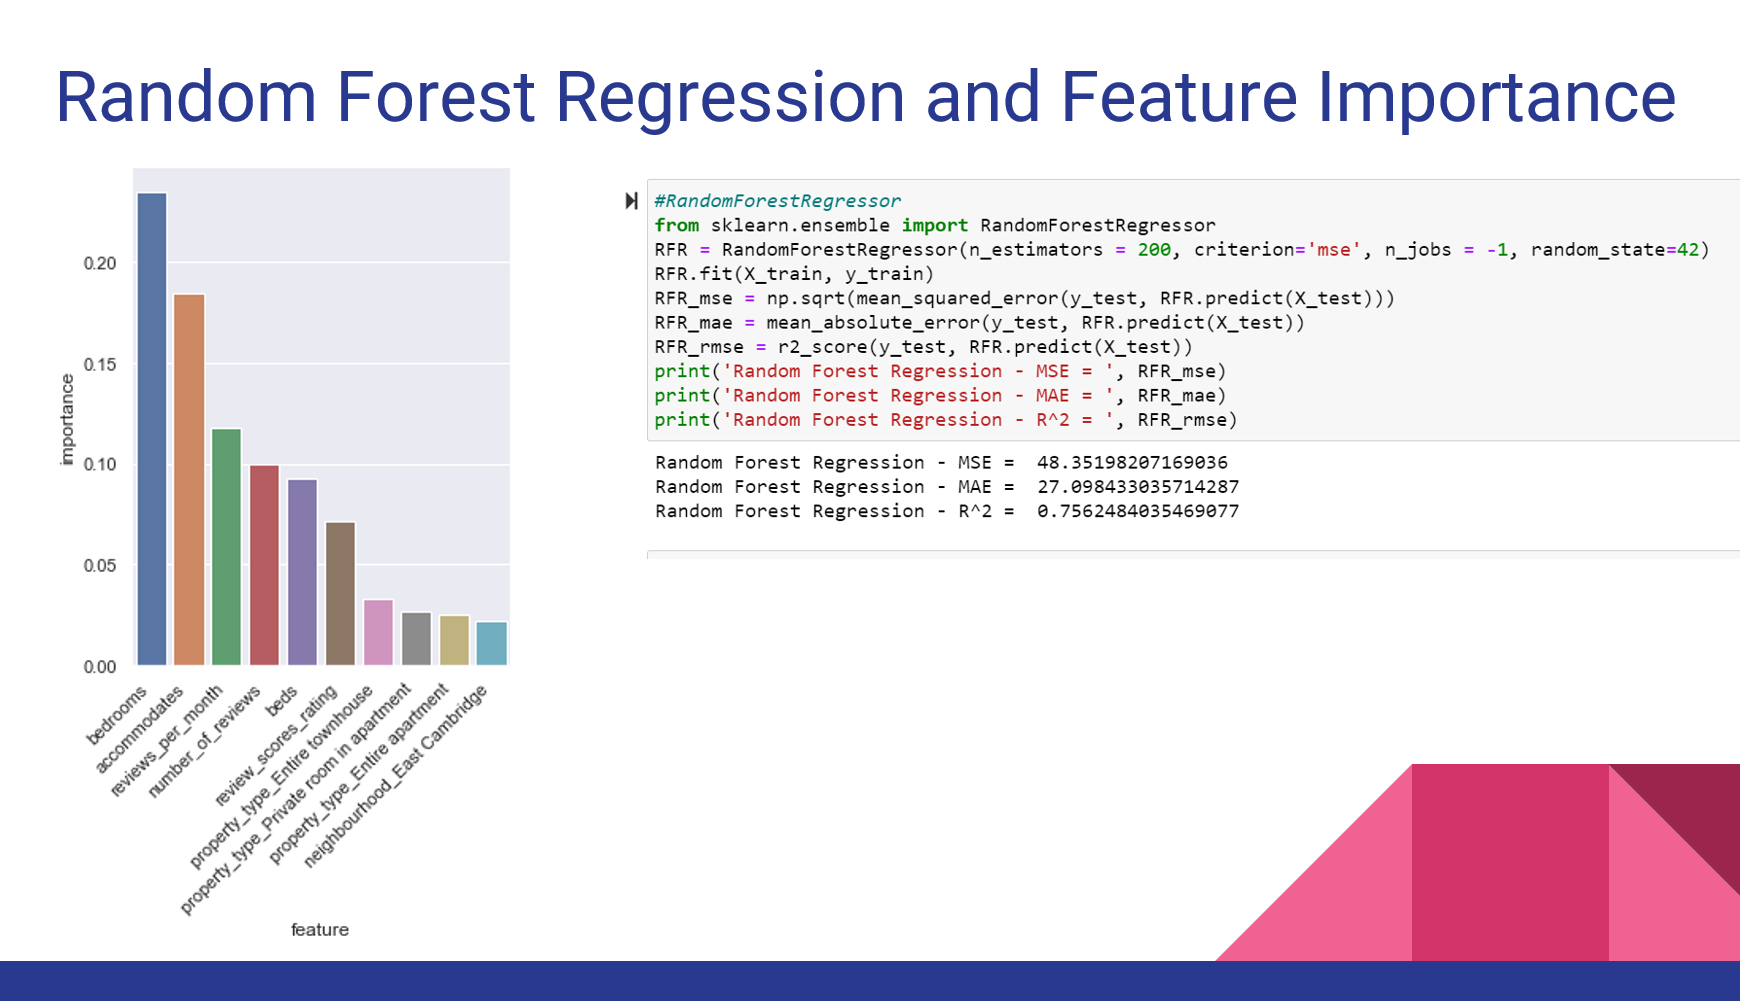 Random Forest Regression and Feature Importance
importance
0.20
0.15
0.10
0.05
0.00
bedrooms
accommodates
reviews_per_month
number_of_reviews
beds
review_scores_rating
property_type_Entire townhouse
property_type_Private room in apartment
property_type_Entire apartment
neighbourhood_East Cambridge
feature
#RandomForestRegressor
from sklearn.ensemble import RandomForestRegressor
RFR = RandomForestRegressor(n_estimators = 200, criterion='mse', n_jobs = -1, random_state=42)
RFR.fit(X_train, y_train)
RFR_mse = np.sqrt(mean_squared_error(y_test, RFR.predict(X_test)))
RFR_mae = mean_absolute_error(y_test, RFR.predict(X_test))
RFR_rmse = r2_score(y_test, RFR.predict(X_test))
print('Random Forest Regression - MSE = ', RFR_mse)
print('Random Forest Regression - MAE = ', RFR_mae)
print('Random Forest Regression - R^2 = ', RFR_rmse)
Random Forest Regression - MSE =  48.35198207169036
Random Forest Regression - MAE =  27.098433035714287
Random Forest Regression - R^2 =  0.7562484035469077